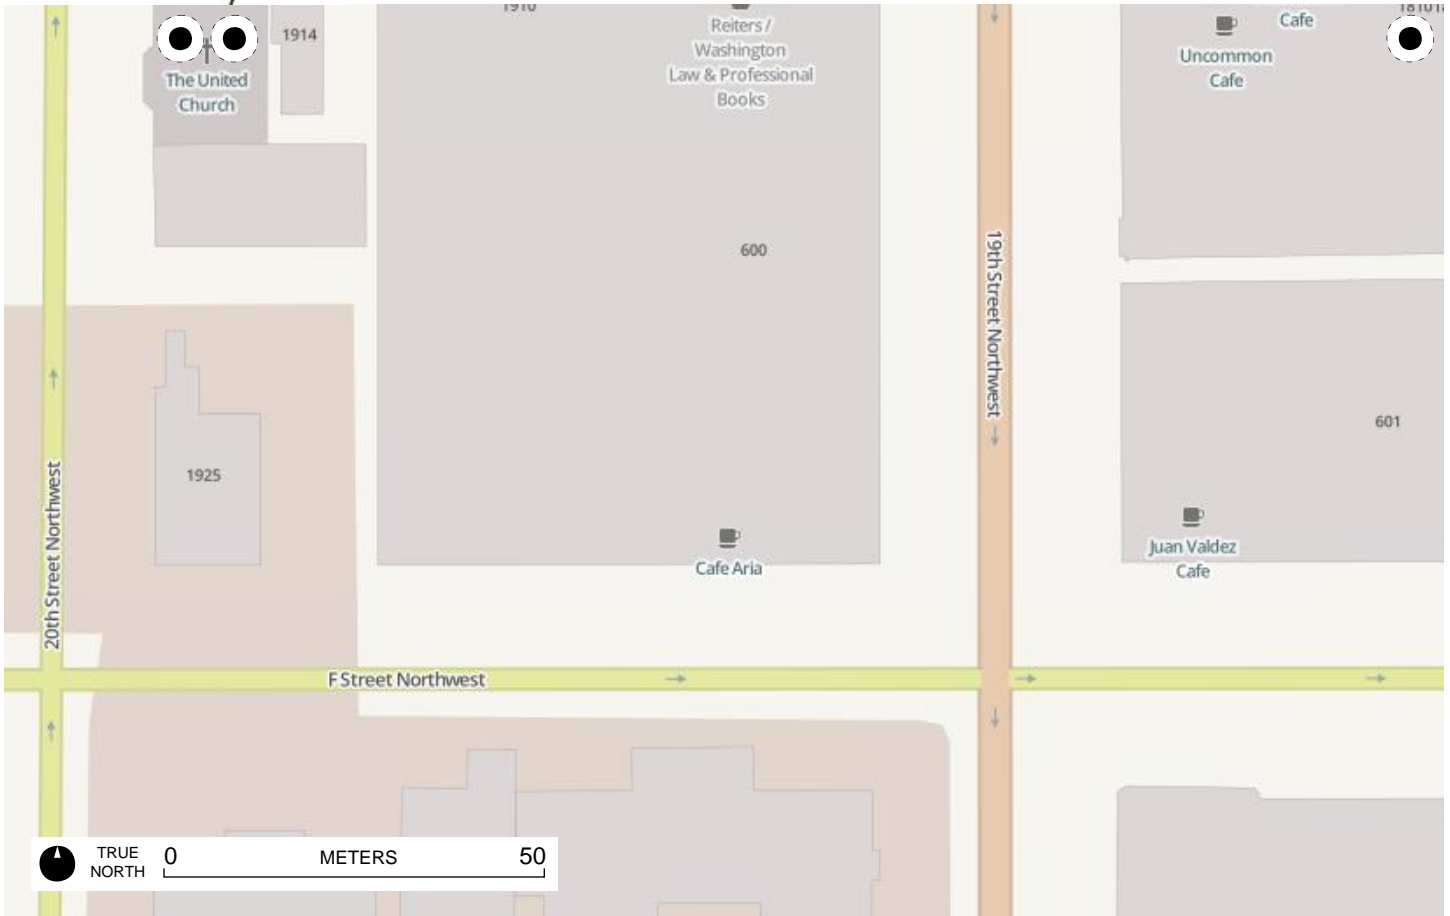 1910
1914
Reiters /
Washington
Law & Professional
Books
Cafe
Uncommon
Cafe
The United
Church
600
19th Street Northwest
601
1925
20th Street Northwest
Cafe Aria
Juan Valdez
Cafe
F Street Northwest
TRUE
NORTH
0
METERS
50